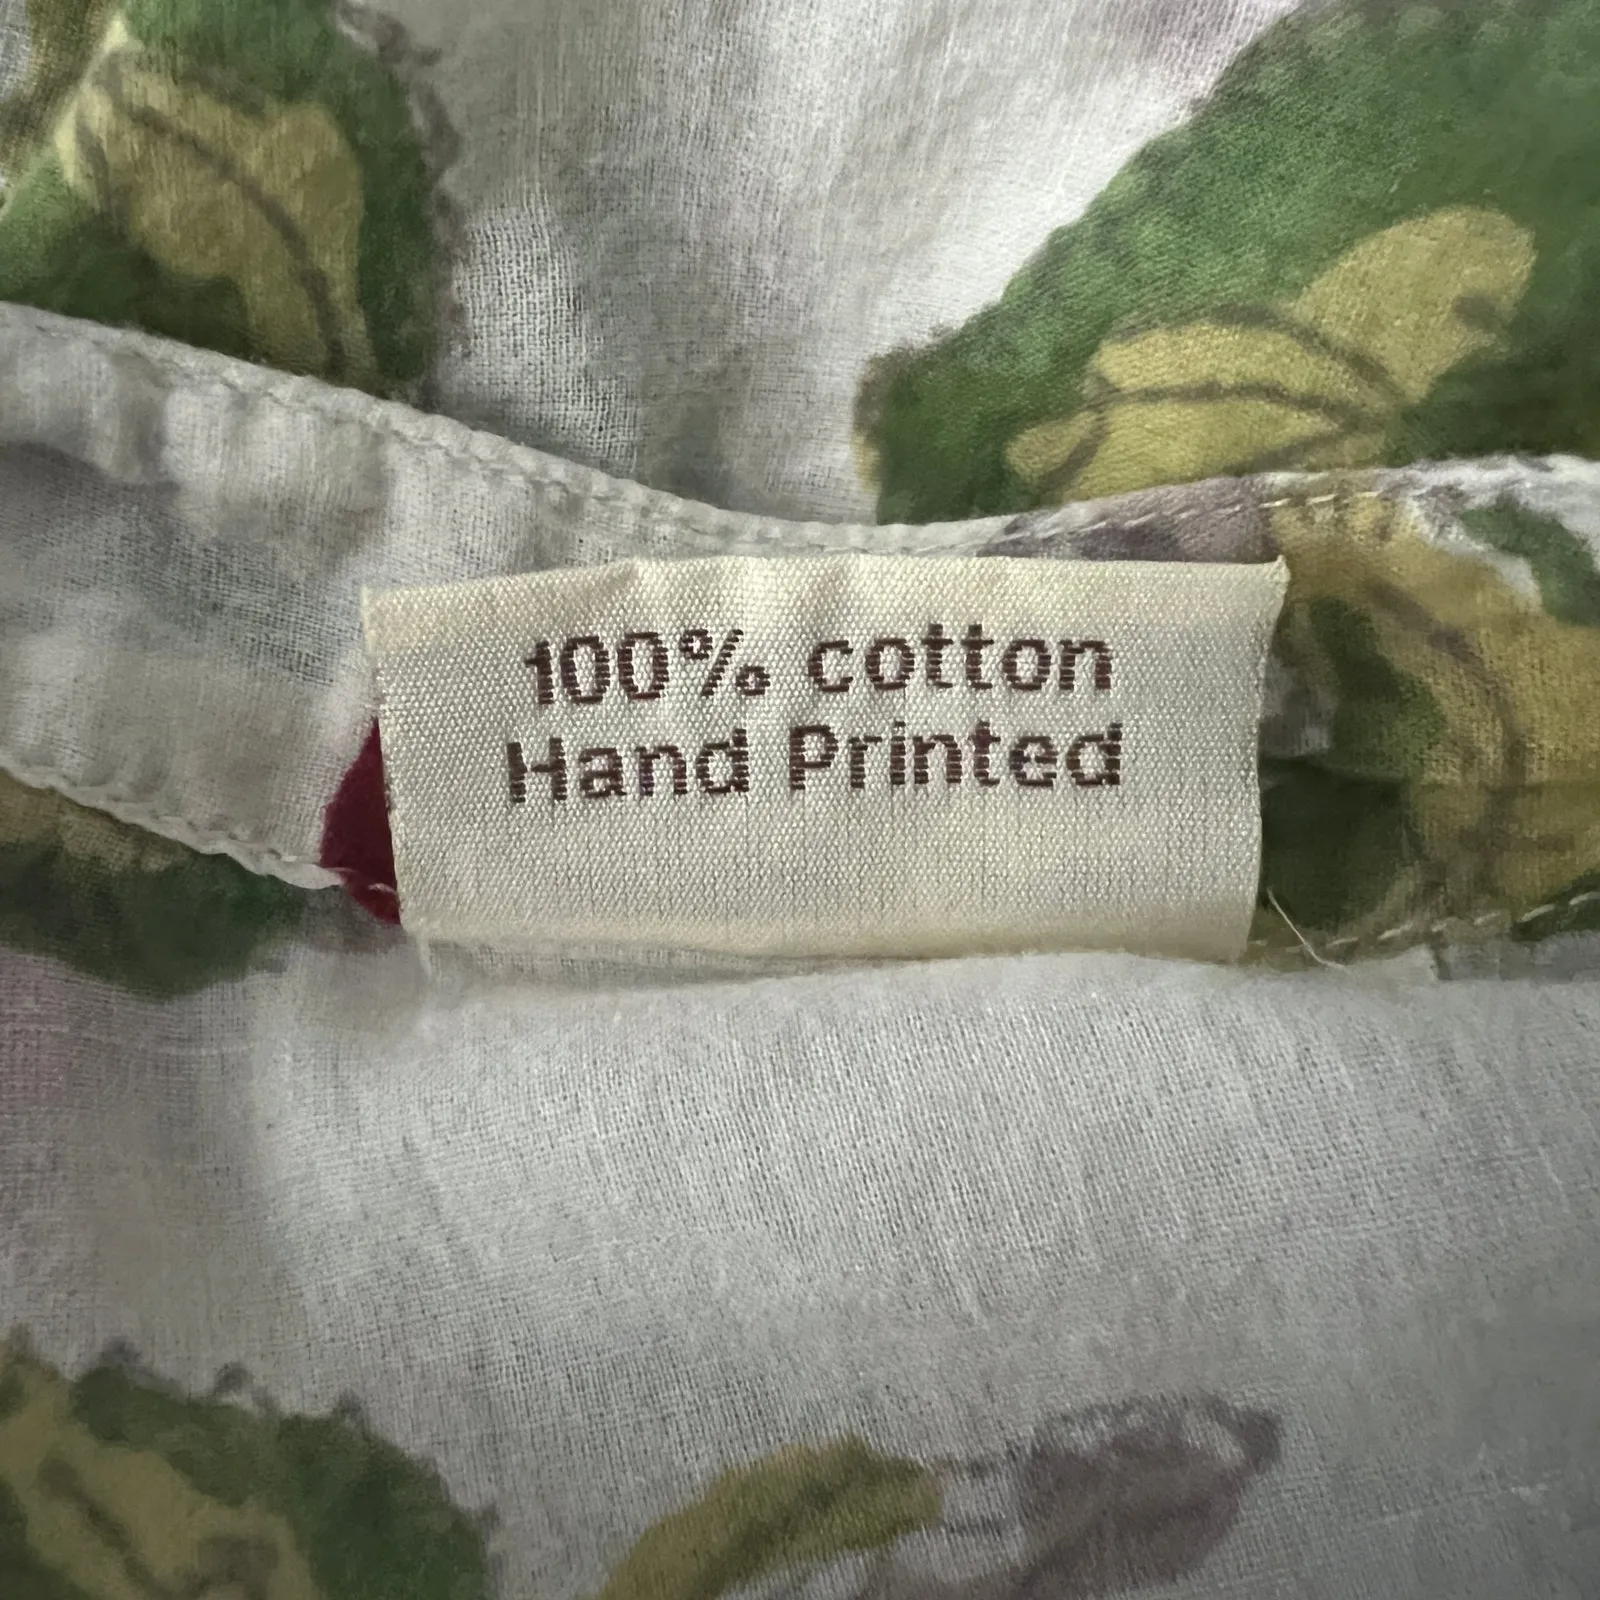 100% cotton
Hand Printed